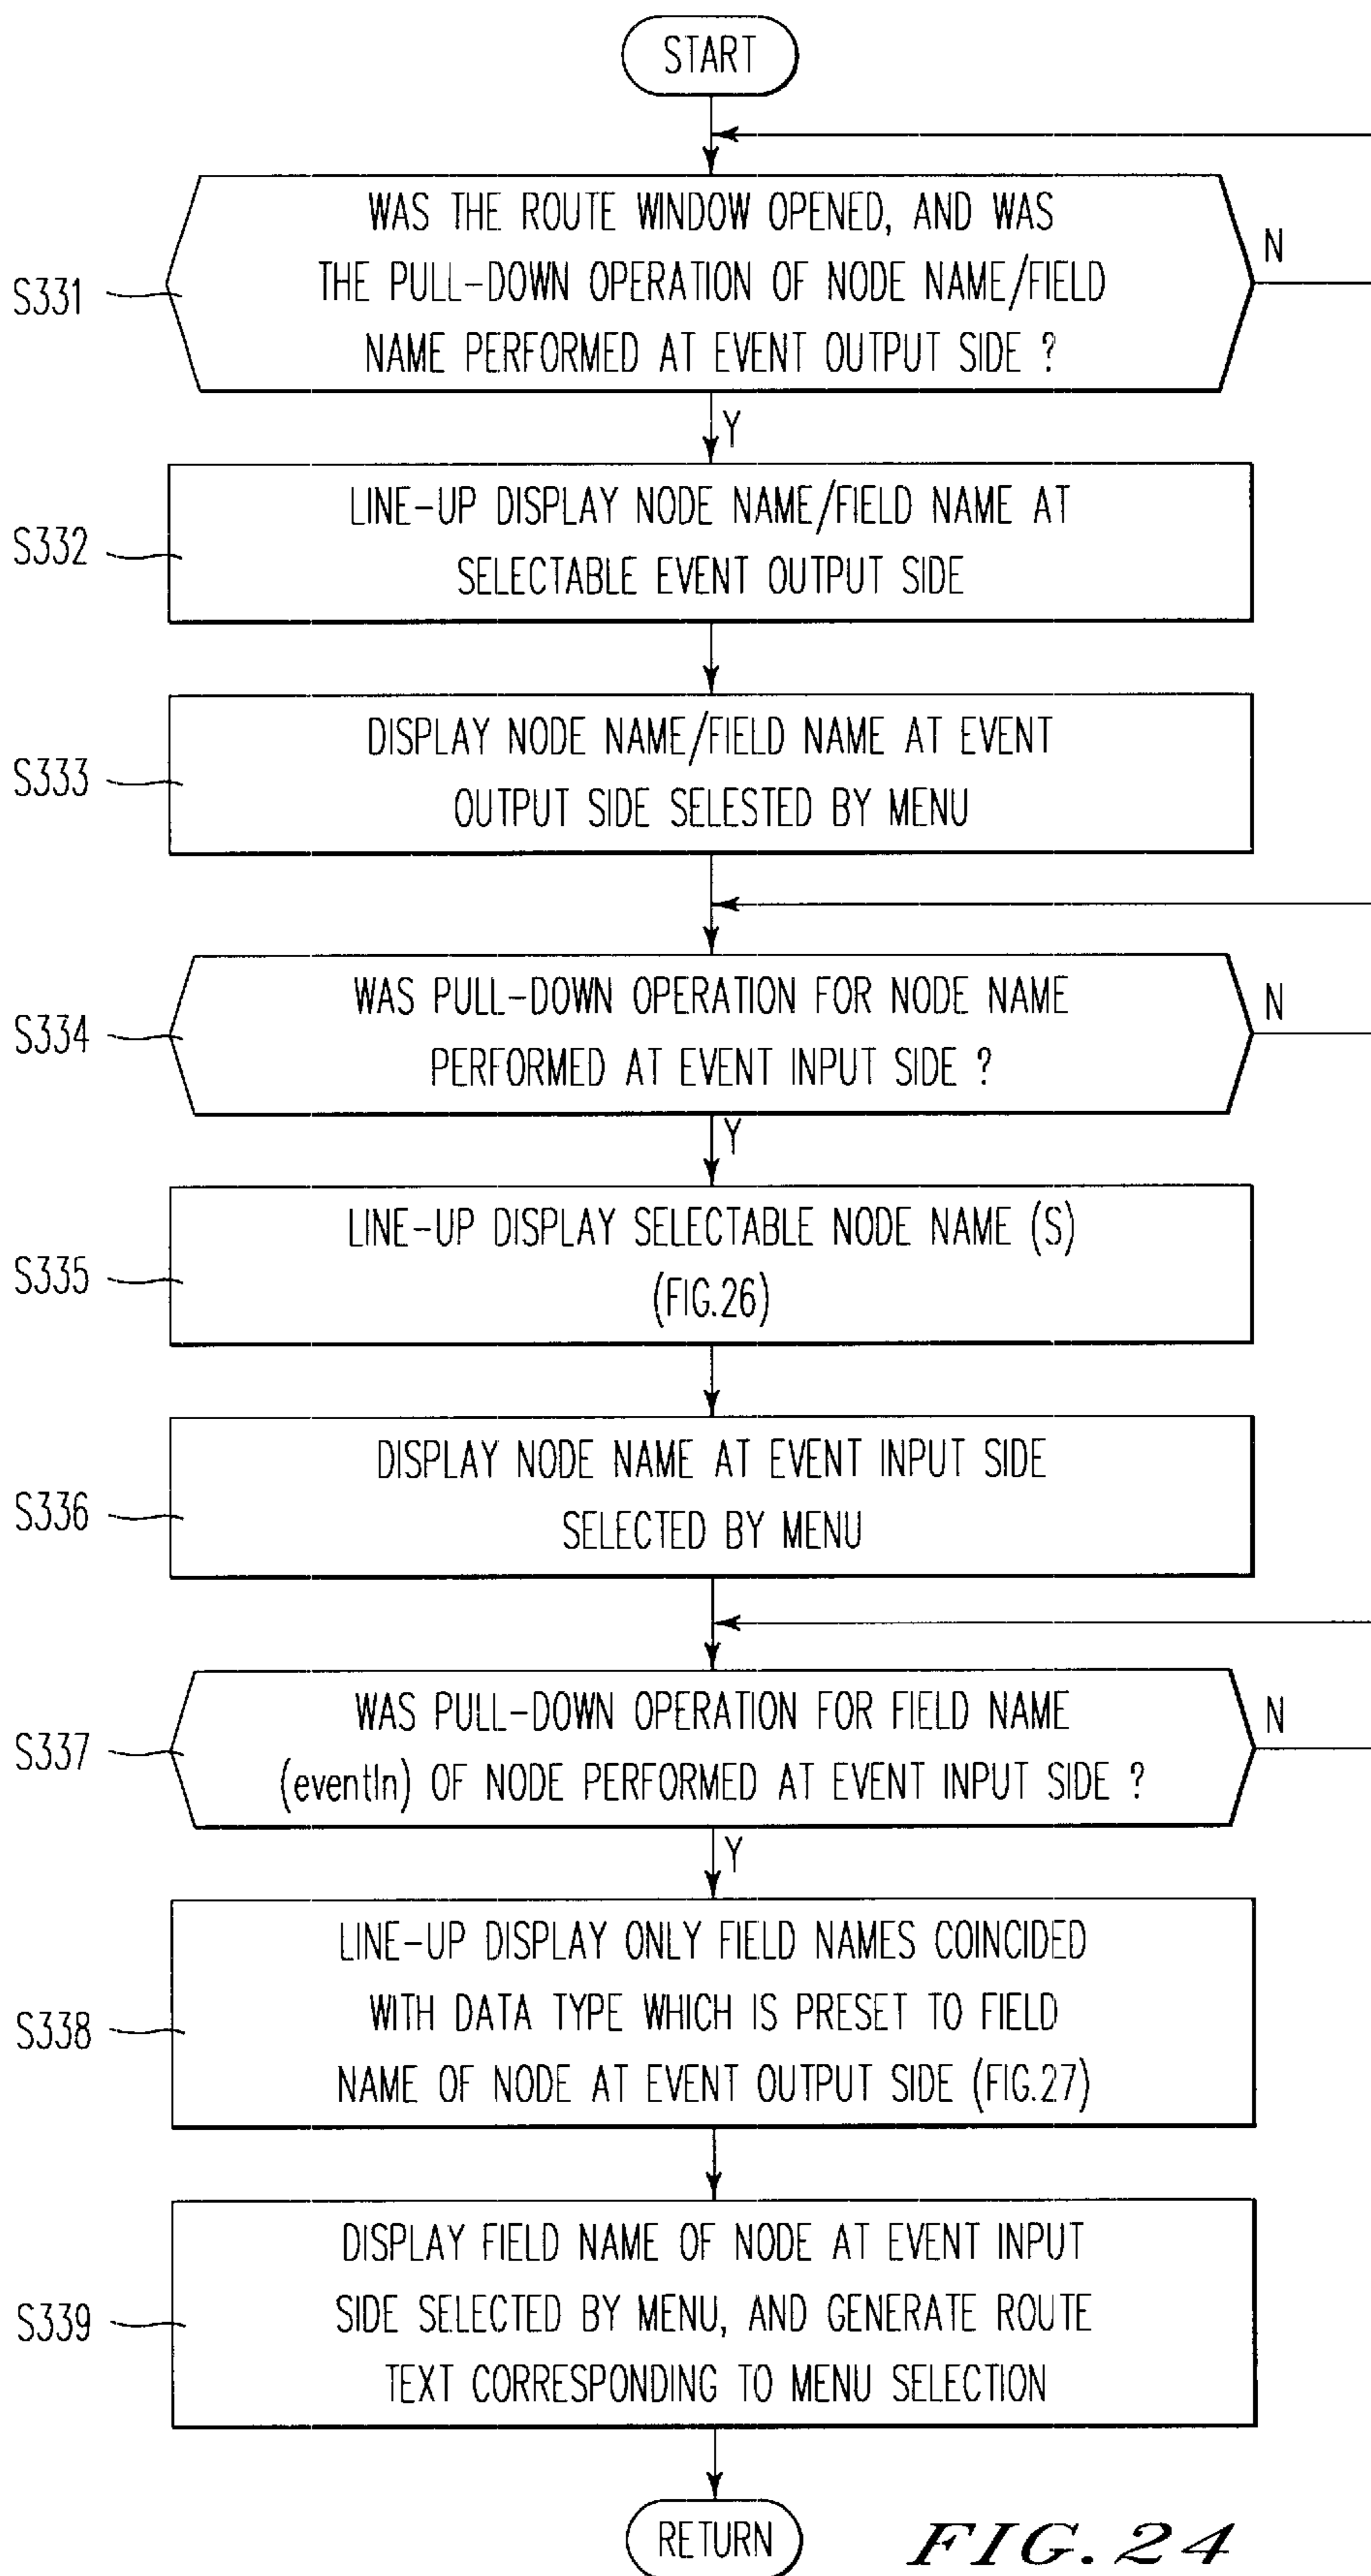 START
WAS THE ROUTE WINDOW OPENED, AND WAS
THE PULL-DOWN OPERATION OF NODE NAME/FIELD
NAME PERFORMED AT EVENT OUTPUT SIDE ?
N
S331
Y
LINE-UP DISPLAY NODE NAME/FIELD NAME AT
SELECTABLE EVENT OUTPUT SIDE
S332
DISPLAY NODE NAME/FIELD NAME AT EVENT
OUTPUT SIDE SELESTED BY MENU
S333
WAS PULL-DOWN OPERATION FOR NODE NAME
PERFORMED AT EVENT INPUT SIDE ?
N
S334
Y
LINE-UP DISPLAY SELECTABLE NODE NAME (S)
(FIG.26)
S335
DISPLAY NODE NAME AT EVENT INPUT SIDE
SELECTED BY MENU
S336
WAS PULL-DOWN OPERATION FOR FIELD NAME
(eventIn) OF NODE PERFORMED AT EVENT INPUT SIDE ?
N
S337
Y
LINE-UP DISPLAY ONLY FIELD NAMES COINCIDED
WITH DATA TYPE WHICH IS PRESET TO FIELD
NAME OF NODE AT EVENT OUTPUT SIDE (FIG.27)
S338
DISPLAY FIELD NAME OF NODE AT EVENT INPUT
SIDE SELECTED BY MENU, AND GENERATE ROUTE
TEXT CORRESPONDING TO MENU SELECTION
S339
RETURN
FIG. 24